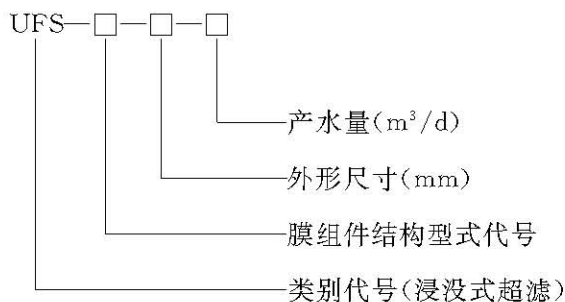 UFS—□—□—□
产水量(m³/d)
外形尺寸(mm)
膜组件结构型式代号
类别代号(浸没式超滤)